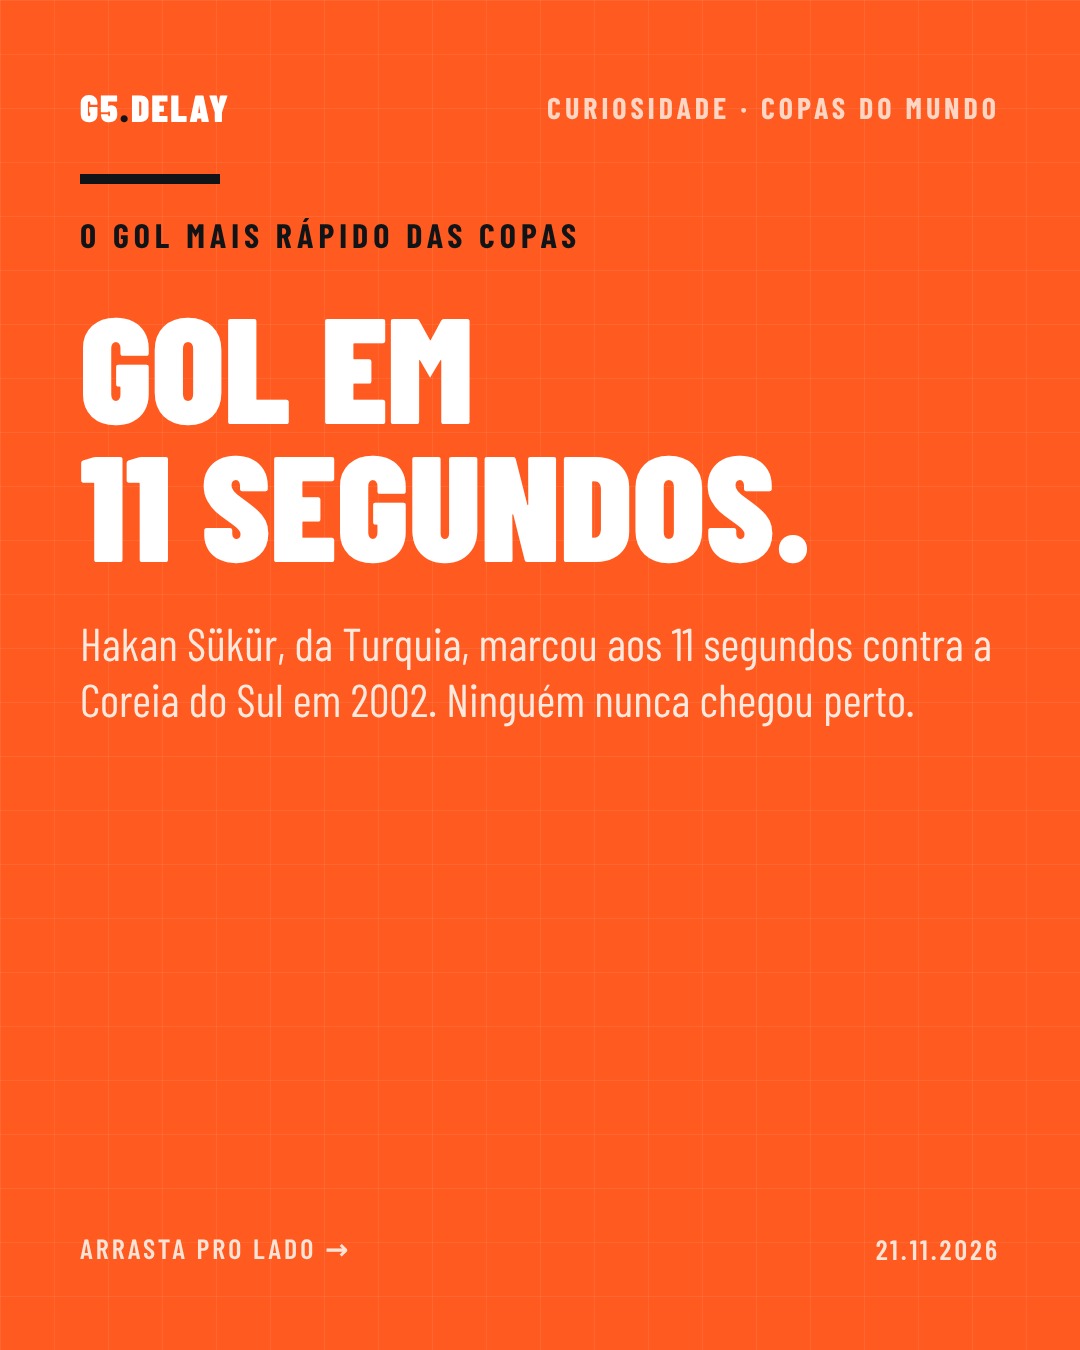 G5.DELAY
CURIOSIDADE · COPAS DO MUNDO
O GOL MAIS RÁPIDO DAS COPAS
GOL EM
11 SEGUNDOS.
Hakan Sükür, da Turquia, marcou aos 11 segundos contra a
Coreia do Sul em 2002. Ninguém nunca chegou perto.
ARRASTA PRO LADO →
21.11.2026